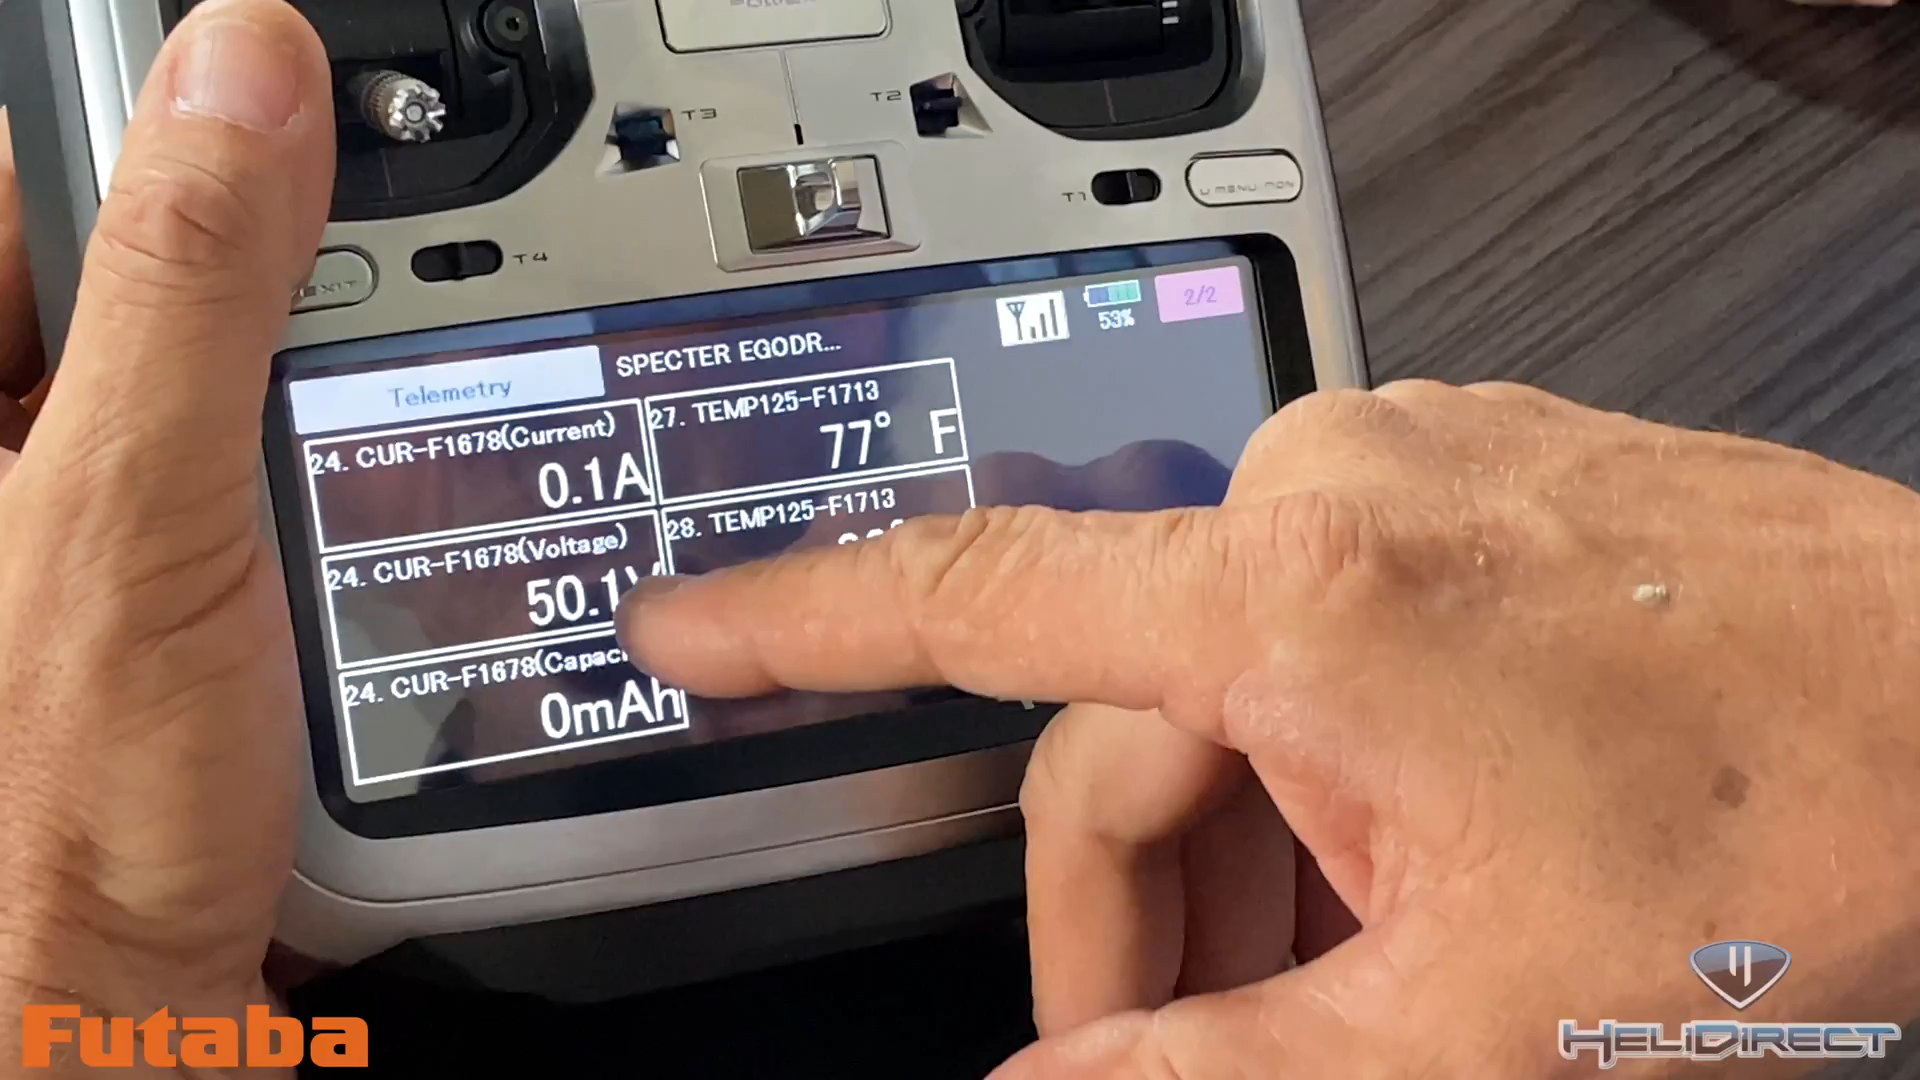 POWER
T3
T2
T1
U.MENU/MON
EXIT
T4
Telemetry
SPECTER EGODR...
53%
2/2
24. CUR-F1678(Current)
0.1A
27. TEMP125-F1713
77° F
24. CUR-F1678(Voltage)
50.1V
28. TEMP125-F1713
24. CUR-F1678(Capaci
0mAh
Futaba
HELIDIRECT